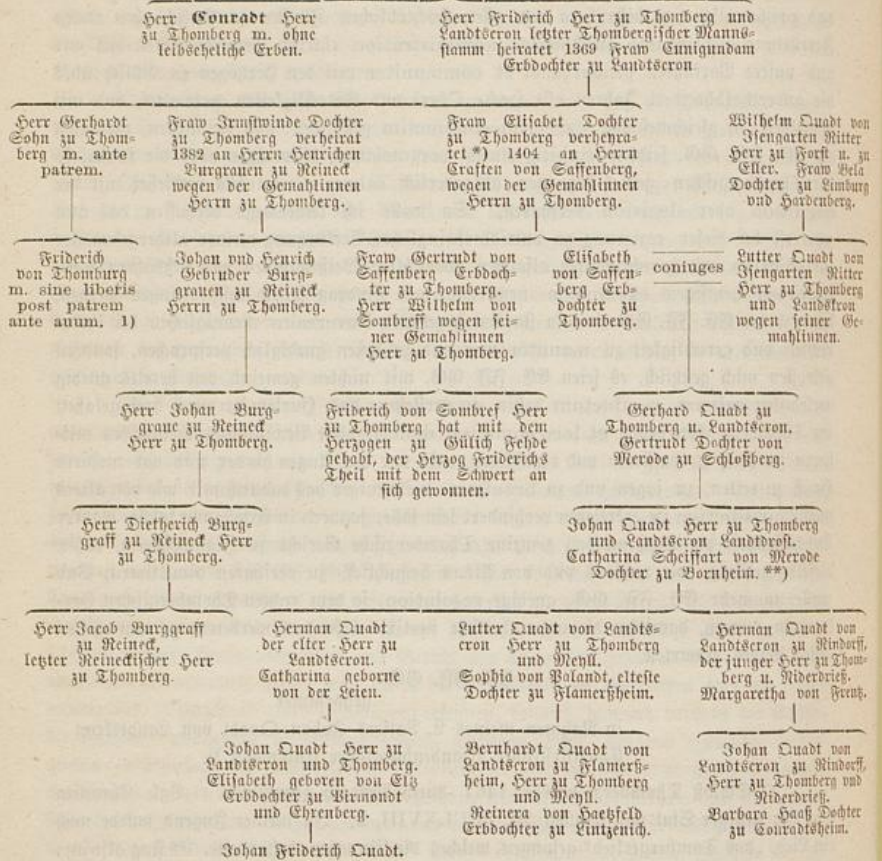 Herr Conradt Herr
zu Thomberg m. ohne
leibseheliche Erben.
Herr Friderich Herr zu Thomberg und
Landtscron letzter Thombergischer Manns-
stamm heiratet 1369 Fraw Cunigundam
Erbdochter zu Landtscron
Herr Gerhardt
Sohn zu Thom-
berg m. ante
patrem.
Fraw Irmstwinde Dochter
zu Thomberg verheirat
1382 an Herrn Henrichen
Burgrauen zu Reineck
wegen der Gemahlinnen
Herrn zu Thomberg.
Fraw Elisabet Dochter
zu Thomberg verheyra-
tet *) 1404 an Herrn
Craften von Saffenberg,
wegen der Gemahlinnen
Herrn zu Thomberg.
Wilhelm Quadt von
Isengarten Ritter
Herr zu Forst u. zu
Eller. Fraw Bela
Dochter zu Limburg
vnd Hardenberg.
Friderich
von Thomburg
m. sine liberis
post patrem
ante auum. 1)
Johan vnd Henrich
Gebruder Burg-
grauen zu Reineck
Herrn zu Thomberg.
Fraw Gertrudt von
Saffenberg Erbdoch-
ter zu Thomberg.
Herr Wilhelm von
Sombreff wegen sei-
ner Gemahlinnen
Herr zu Thomberg.
Elisabeth
von Saffen-
berg Erb-
dochter zu
Thomberg.
coniuges
Lutter Quadt von
Isengarten Ritter
Herr zu Thomberg
und Landskron
wegen seiner Ge-
mahlinnen.
Herr Johan Burg-
graue zu Reineck
Herr zu Thomberg.
Friderich von Sombref Herr
zu Thomberg hat mit dem
Herzogen zu Gülich Fehde
gehabt, der Herzog Friderichs
Theil mit dem Schwert an
sich gewonnen.
Gerhard Quadt zu
Thomberg u. Landtscron.
Gertrudt Dochter von
Merode zu Schloßberg.
Herr Dietherich Burg-
graff zu Reineck Herr
zu Thomberg.
Johan Quadt Herr zu Thomberg
und Landtscron Landtdrost.
Catharina Scheiffart von Merode
Dochter zu Bornheim. **)
Herr Jacob Burggraff
zu Reineck,
letzter Reineckischer Herr
zu Thomberg.
Herman Quadt
der elter Herr zu
Landtscron.
Catharina geborne
von der Leien.
Lutter Quadt von Landts-
cron Herr zu Thomberg
und Meyll.
Sophia von Palandt, elteste
Dochter zu Flamerßheim.
Herman Quadt von
Landtscron zu Rindorff,
der junger Herr zu Thom-
berg u. Niderdrieß.
Margaretha von Frentz.
Johan Quadt Herr zu
Landtscron und Thomberg.
Elisabeth geboren von Eltz
Erbdochter zu Virmondt
und Ehrenberg.
Bernhardt Quadt von
Landtscron zu Flamerß-
heim, Herr zu Thomberg
und Meyll.
Reinera von Haetzfeld
Erbdochter zu Lintzenich.
Johan Quadt von
Landtscron zu Rindorff,
Herr zu Thomberg vnd
Niderdrieß.
Barbara Haaß Dochter
zu Conradtsheim.
Johan Friderich Quadt.